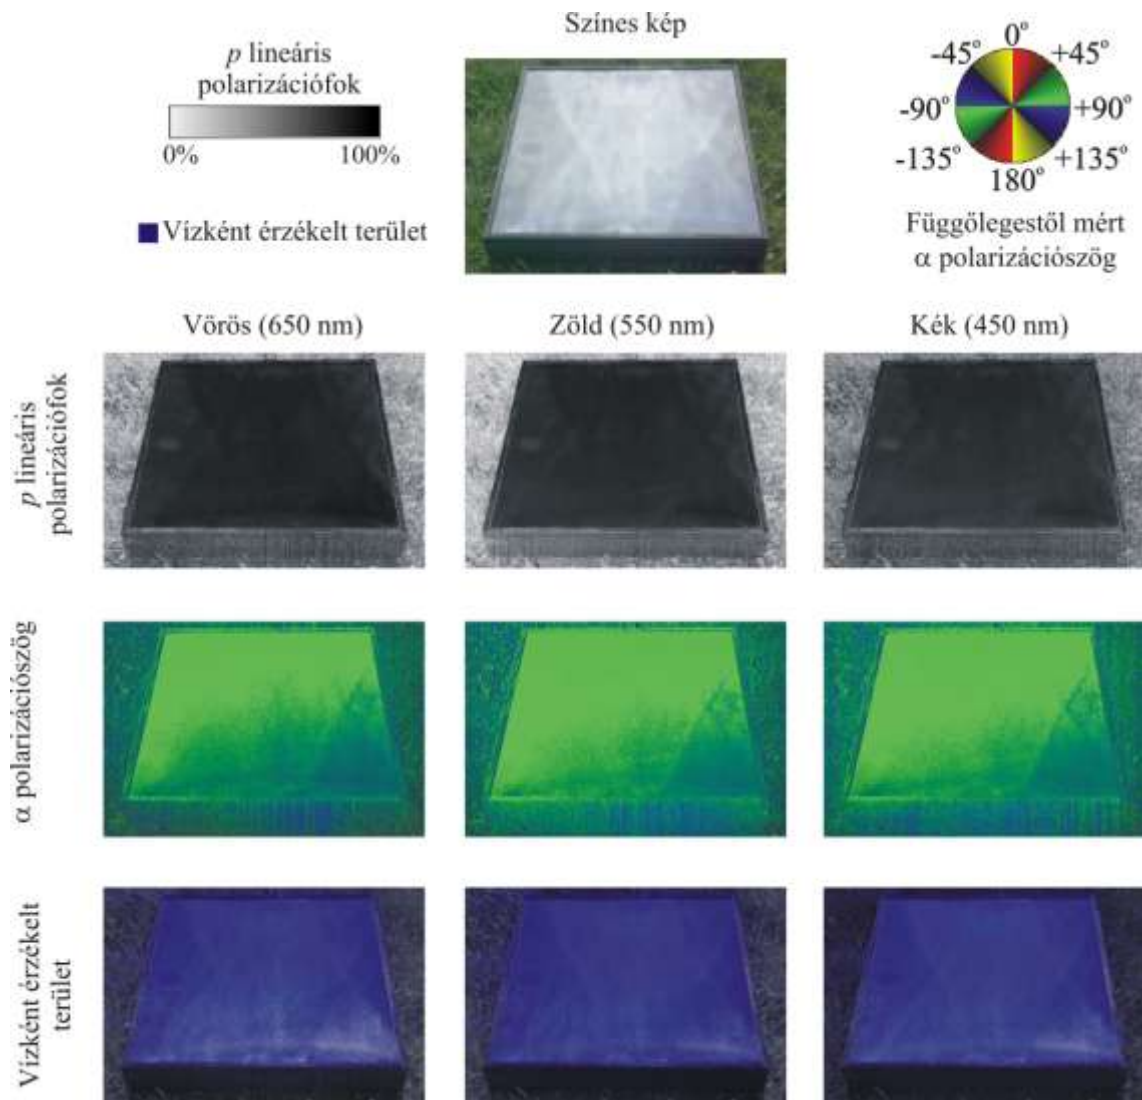 Színes kép
p lineáris
polarizációfok
0% 100%
Vízként érzékelt terület
0°
-45° +45°
-90° +90°
-135° +135°
180°
Függőlegestől mért
α polarizációszög
Vörös (650 nm) Zöld (550 nm) Kék (450 nm)
p lineáris
polarizációfok
α polarizációszög
Vízként érzékelt
terület